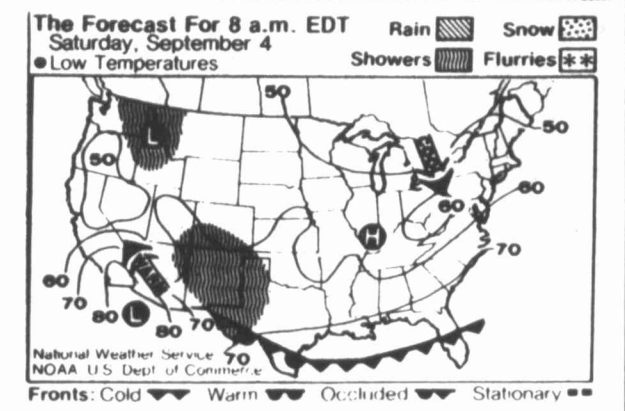 The Forecast For 8 a.m. EDT
Saturday, September 4
Low Temperatures
Rain
Snow
Showers
Flurries
50
50
50
60
60
60
70
80
80
70
70
70
L
L
H
National Weather Service
NOAA U S Dept of Commerce
Fronts: Cold
Warm
Occluded
Stationary